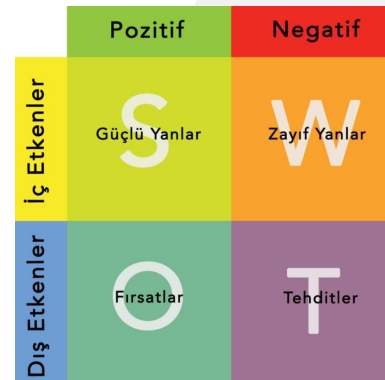 Pozitif
Negatif
İç Etkenler
S
Güçlü Yanlar
W
Zayıf Yanlar
Dış Etkenler
O
Fırsatlar
T
Tehditler